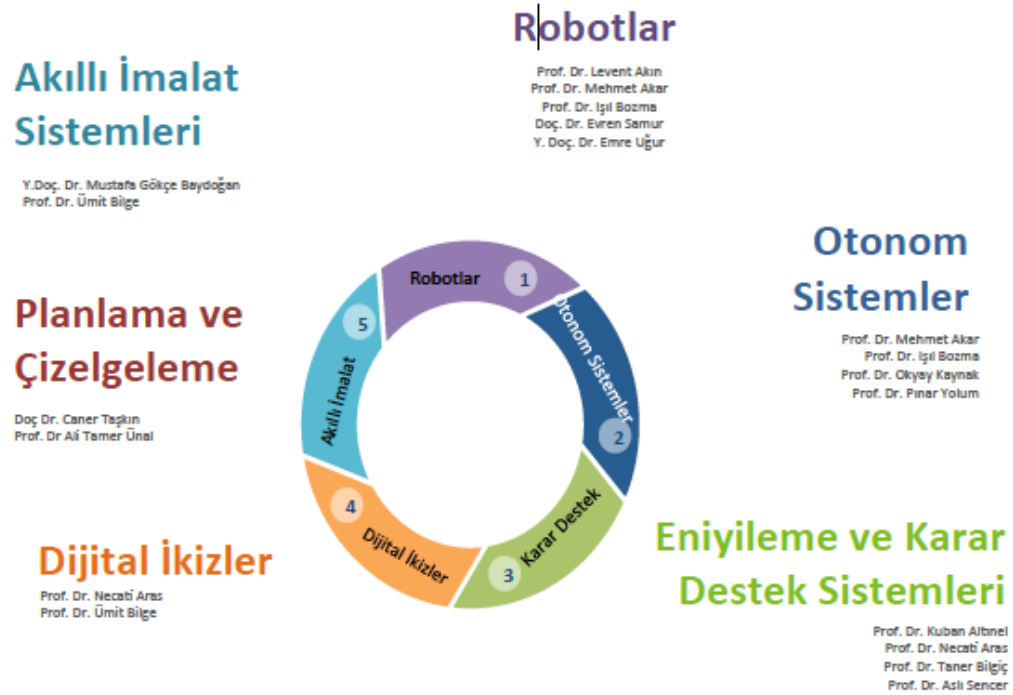 Robotlar
Prof. Dr. Levent Akın
Prof. Dr. Mehmet Akar
Prof. Dr. Işıl Bozma
Doç. Dr. Evren Samur
Y. Doç. Dr. Emre Uğur
Akıllı İmalat
Sistemleri
Y.Doç. Dr. Mustafa Gökçe Baydoğan
Prof. Dr. Ümit Bilge
Otonom
Sistemler
Prof. Dr. Mehmet Akar
Prof. Dr. Işıl Bozma
Prof. Dr. Okyay Kaynak
Prof. Dr. Pınar Yolum
Planlama ve
Çizelgeleme
Doç Dr. Caner Taşkın
Prof. Dr Ali Tamer Ünal
Robotlar 1
Otonom Sistemler 2
Karar Destek 3
Dijital İkizler 4
Akıllı İmalat 5
Dijital İkizler
Prof. Dr. Necati Aras
Prof. Dr. Ümit Bilge
Eniyileme ve Karar
Destek Sistemleri
Prof. Dr. Kuban Altınel
Prof. Dr. Necati Aras
Prof. Dr. Taner Bilgiç
Prof. Dr. Aslı Sencer